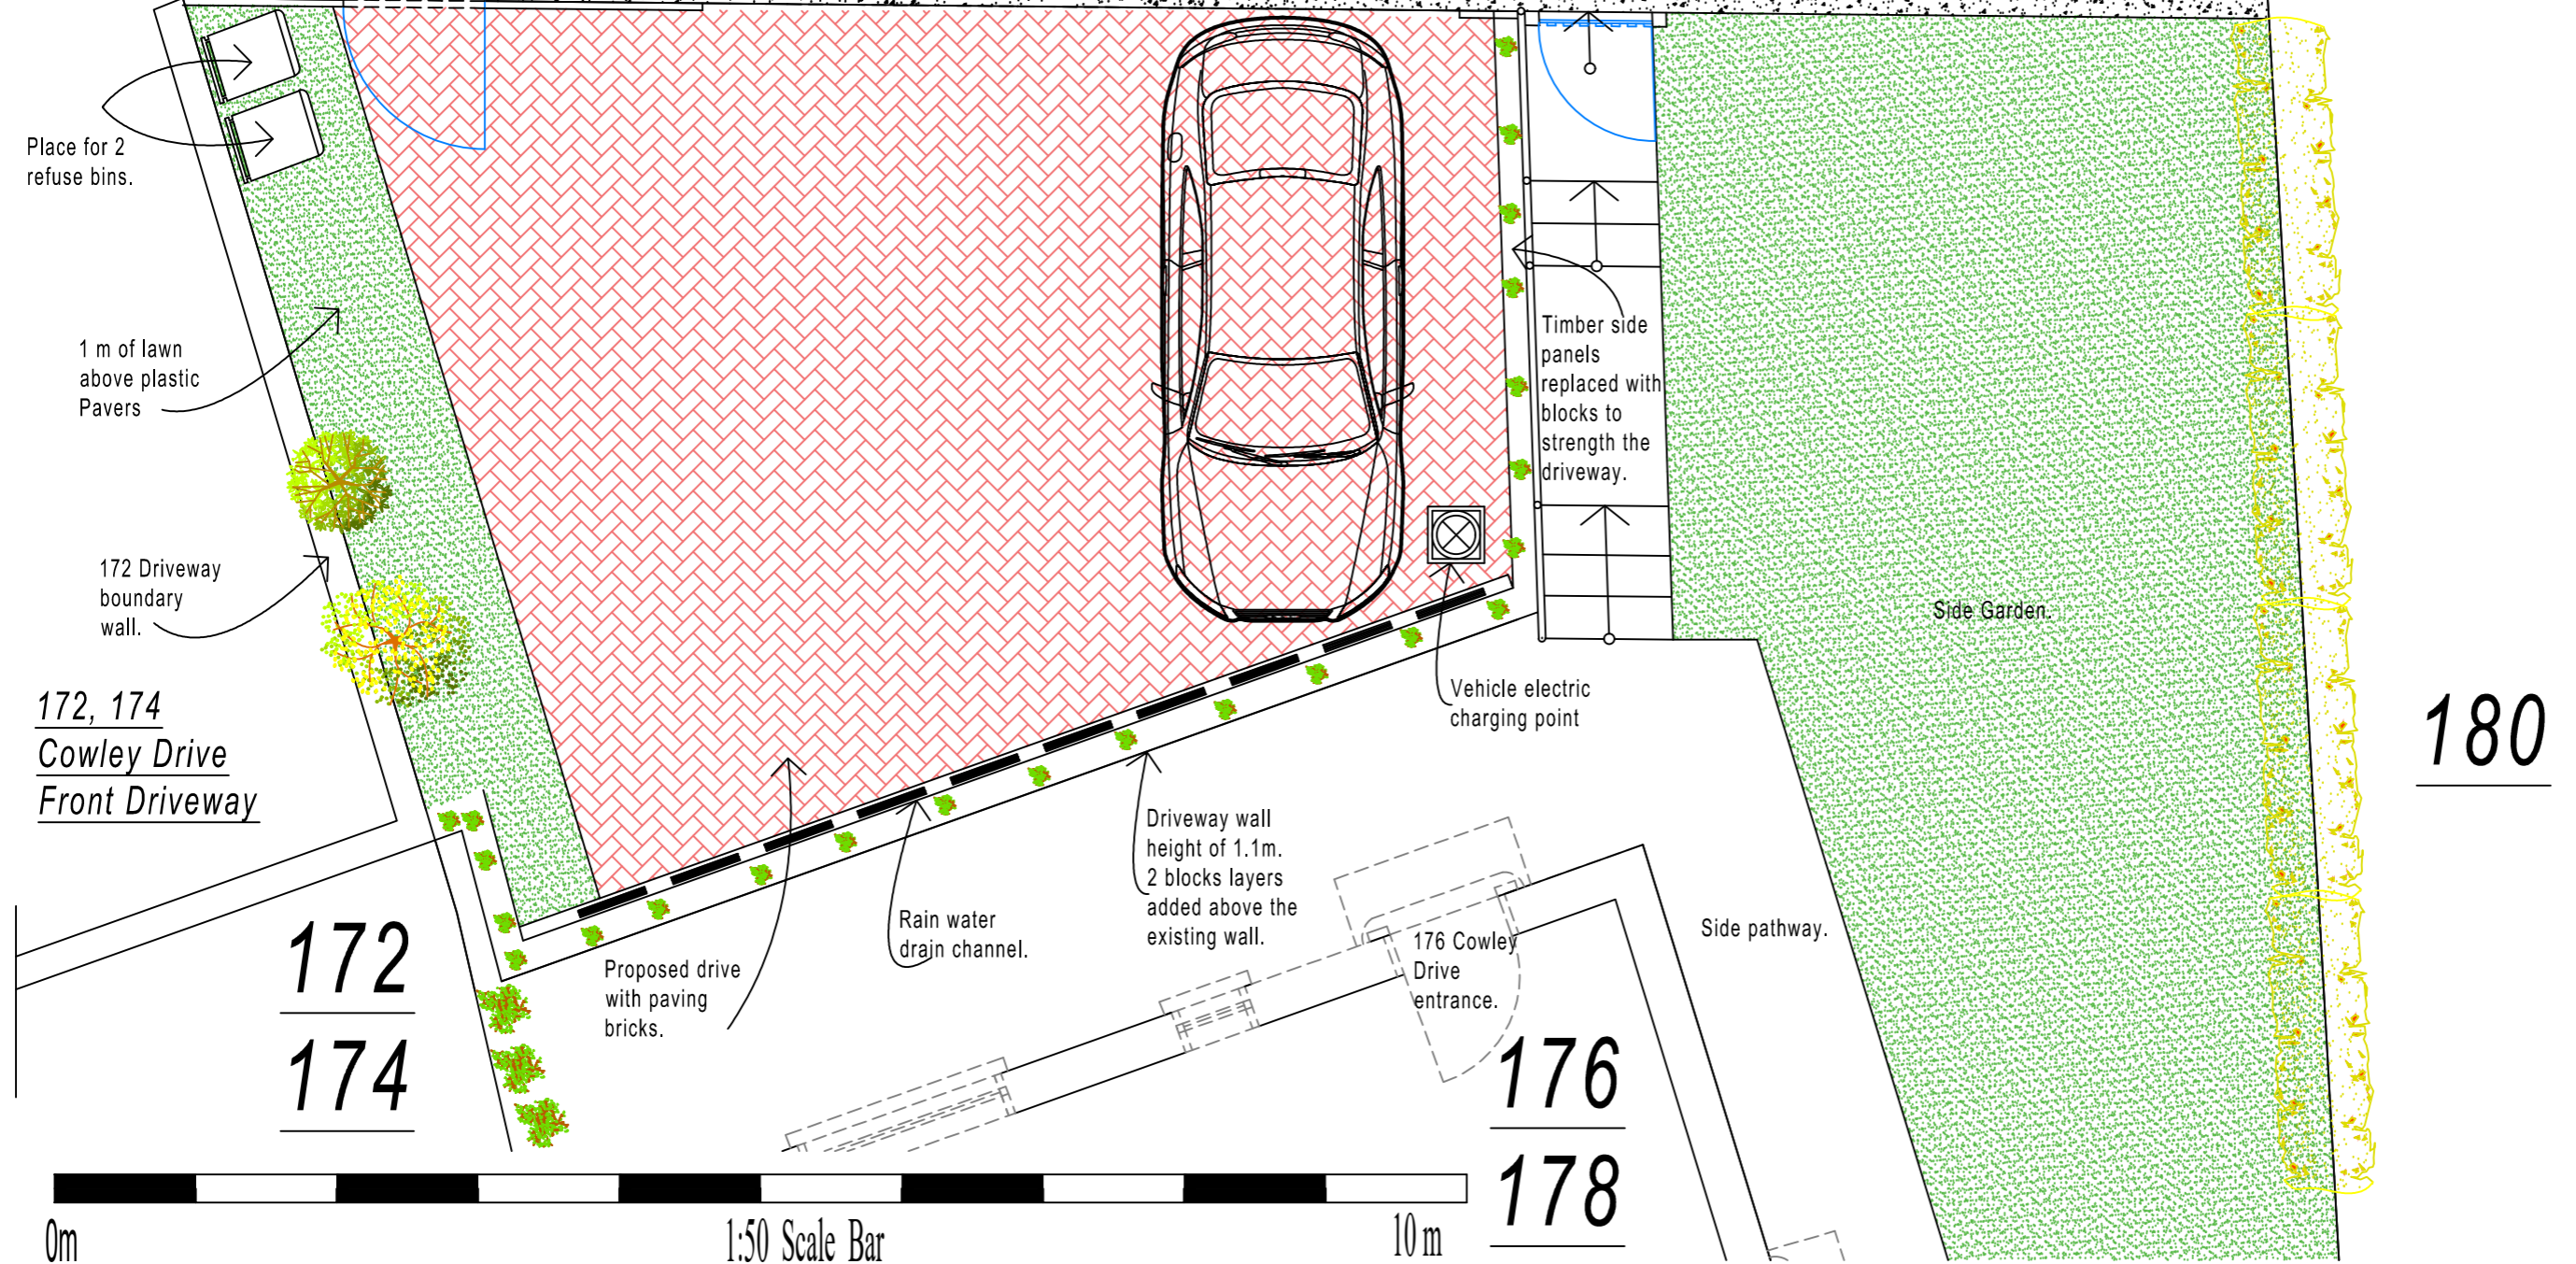 Place for 2
refuse bins.
1 m of lawn
above plastic
Pavers
172 Driveway
boundary
wall.
172, 174
Cowley Drive
Front Driveway
Timber side
panels
replaced with
blocks to
strength the
driveway.
Side Garden.
180
Vehicle electric
charging point
Driveway wall
height of 1.1m.
2 blocks layers
added above the
existing wall.
Rain water
drain channel.
Proposed drive
with paving
bricks.
176 Cowley
Drive
entrance.
Side pathway.
172
174
176
178
0m
1:50 Scale Bar
10 m